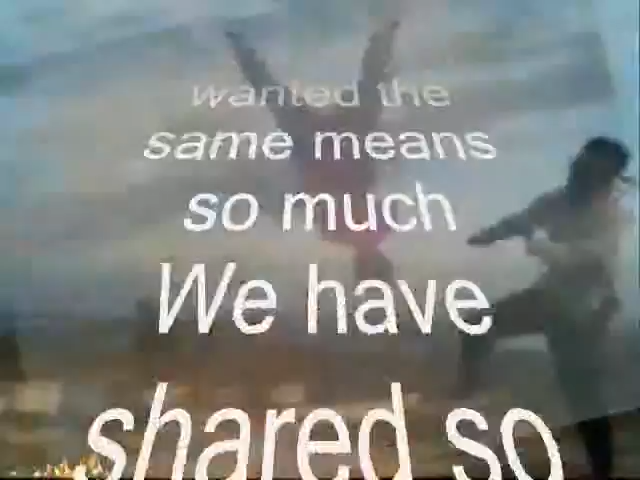 wanted the
same means
so much
We have
shared so